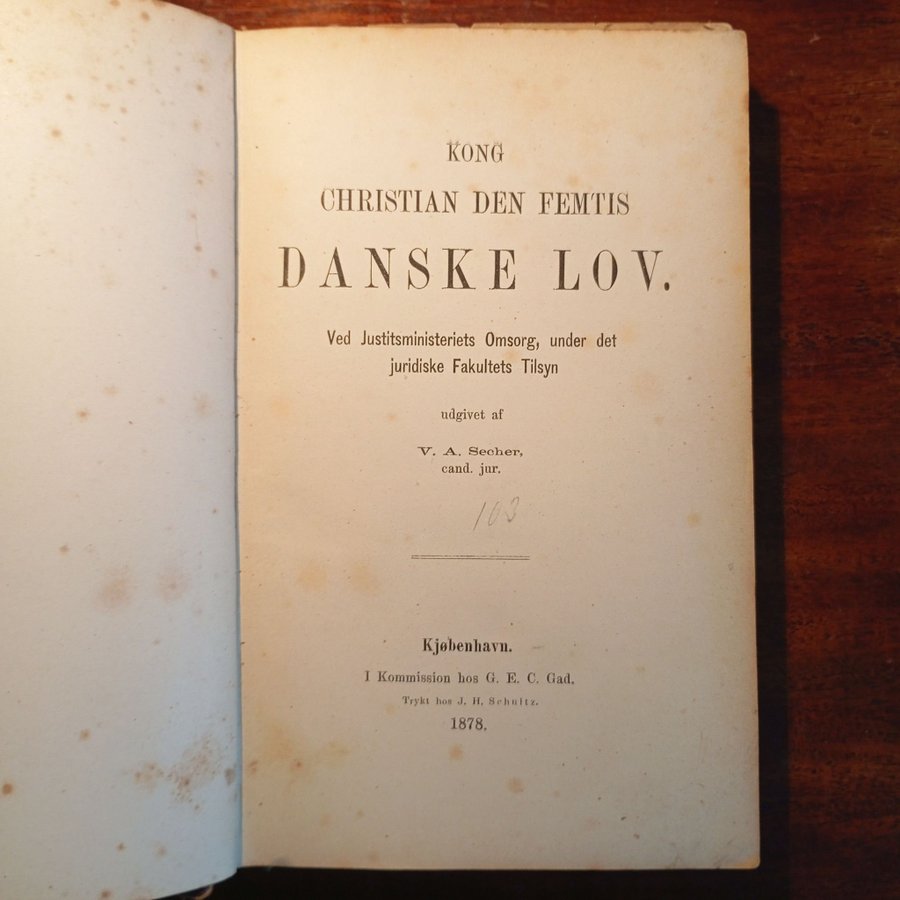 KONG
CHRISTIAN DEN FEMTIS
DANSKE LOV.
Ved Justitsministeriets Omsorg, under det
juridiske Fakultets Tilsyn
udgivet af
V. A. Secher,
cand. jur.
103
Kjøbenhavn.
I Kommission hos G. E. C. Gad.
Trykt hos J. H. Schultz.
1878.